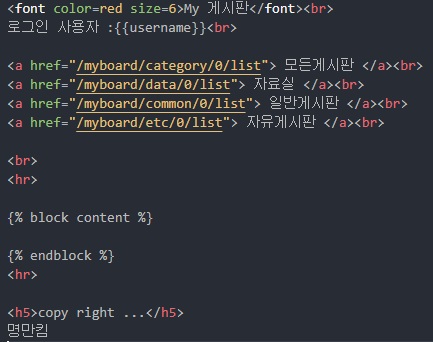 <font color=red size=6>My 게시판</font><br>
로그인 사용자 :{{username}}<br>
<a href="/myboard/category/0/list"> 모든게시판 </a><br>
<a href="/myboard/data/0/list"> 자료실 </a><br>
<a href="/myboard/common/0/list"> 일반게시판 </a><br>
<a href="/myboard/etc/0/list"> 자유게시판 </a><br>
<br>
<hr>
{% block content %}
{% endblock %}
<hr>
<h5>copy right ...</h5>
명만킴